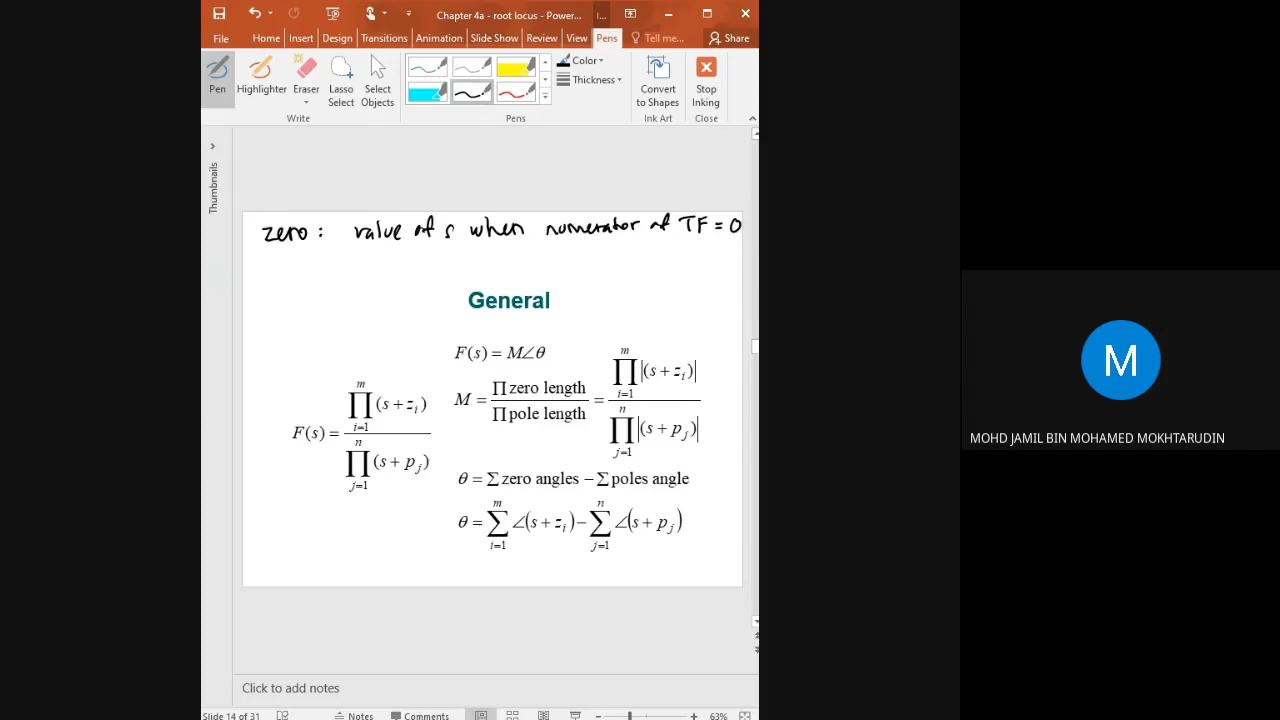 Chapter 4a - root locus - Power...
I...
File Home Insert Design Transitions Animation Slide Show Review View Pens Tell me... Share
Pen Highlighter Eraser Lasso Select Select Objects
Color
Thickness
Convert to Shapes
Stop Inking
Write Pens Ink Art Close
Thumbnails
zero : value of s when numerator of TF = 0
General
F(s) = M∠θ
M = ∏ zero length / ∏ pole length = ∏_{i=1}^{m} |(s + z_i)| / ∏_{j=1}^{n} |(s + p_j)|
F(s) = ∏_{i=1}^{m} (s + z_i) / ∏_{j=1}^{n} (s + p_j)
θ = Σ zero angles − Σ poles angle
θ = Σ_{i=1}^{m} ∠(s + z_i) − Σ_{j=1}^{n} ∠(s + p_j)
M
MOHD JAMIL BIN MOHAMED MOKHTARUDIN
Click to add notes
Slide 14 of 31 Notes Comments 63%